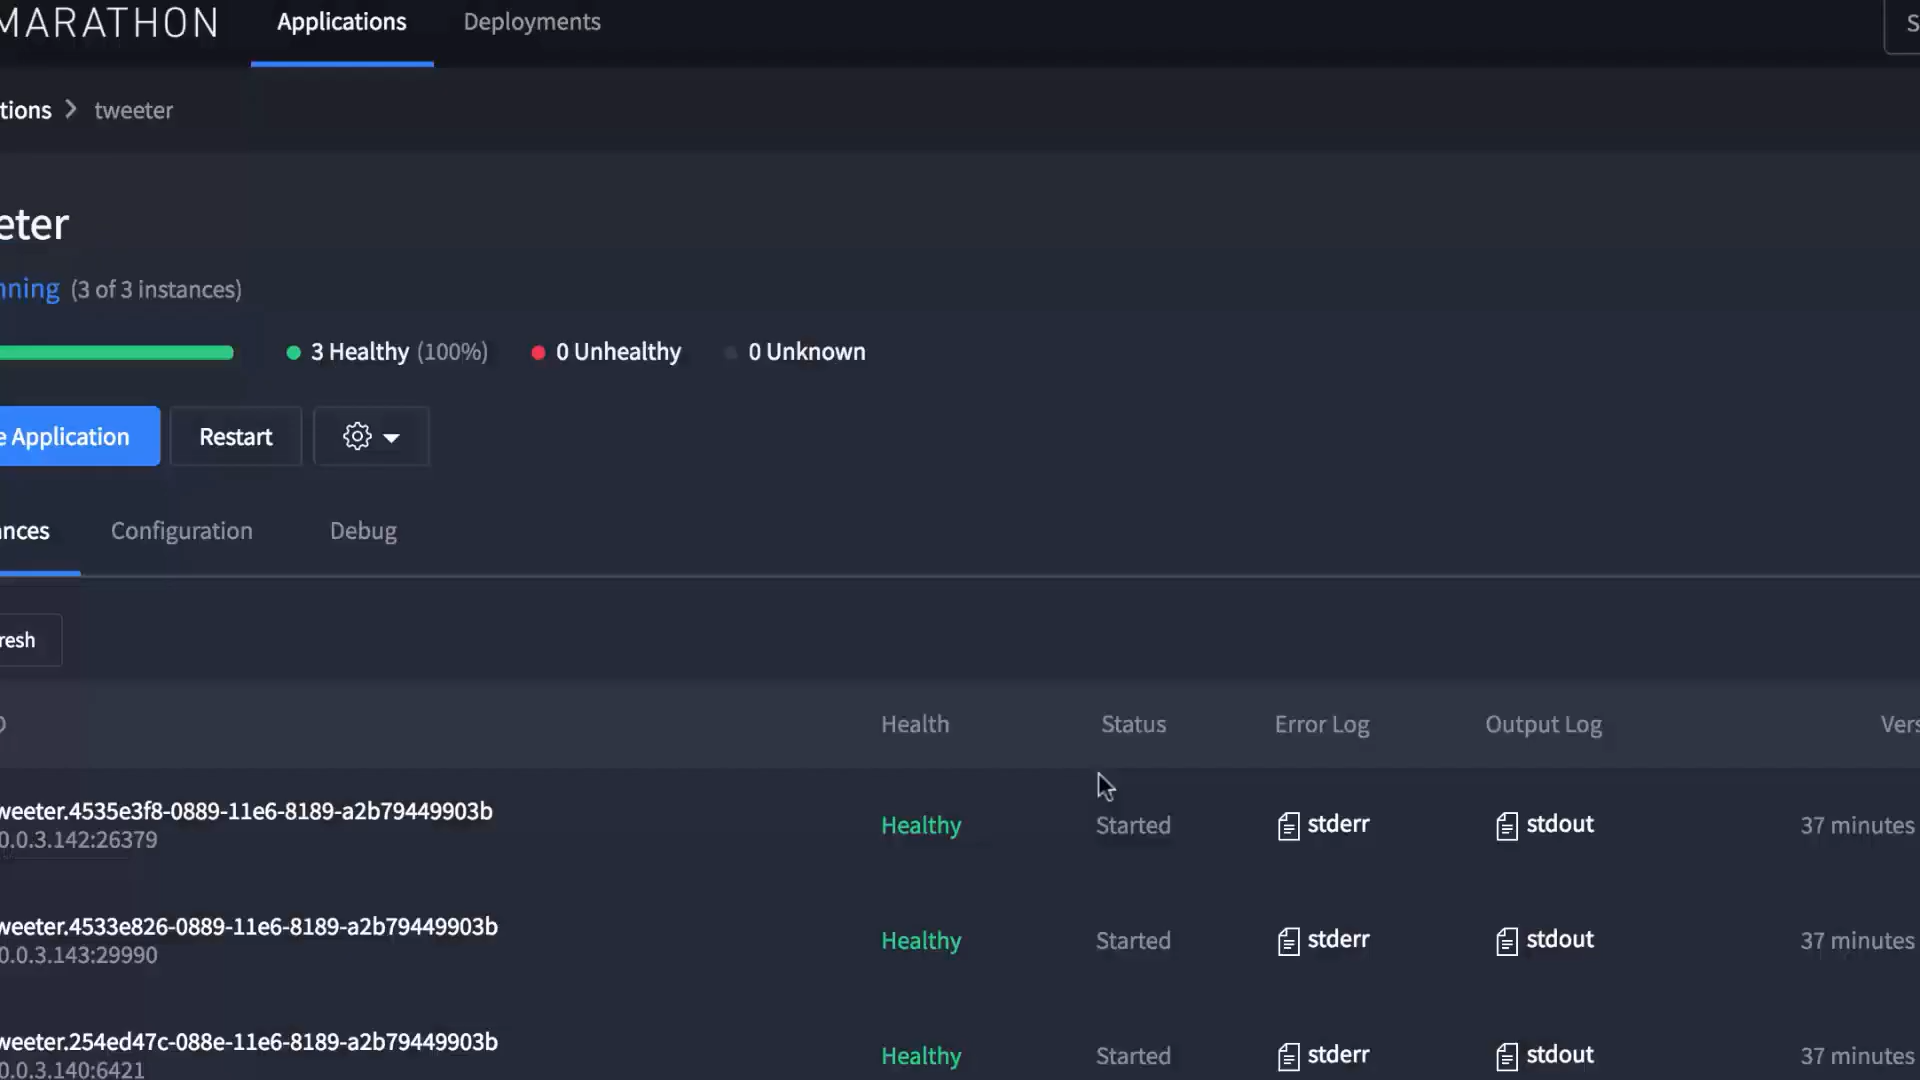 MARATHON Applications Deployments S
tions > tweeter
eter
nning (3 of 3 instances)
3 Healthy (100%) 0 Unhealthy 0 Unknown
e Application Restart
ances Configuration Debug
resh
D Health Status Error Log Output Log Vers
weeter.4535e3f8-0889-11e6-8189-a2b79449903b
0.0.3.142:26379
Healthy Started stderr stdout 37 minutes
weeter.4533e826-0889-11e6-8189-a2b79449903b
0.0.3.143:29990
Healthy Started stderr stdout 37 minutes
weeter.254ed47c-088e-11e6-8189-a2b79449903b
0.0.3.140:6421
Healthy Started stderr stdout 37 minutes